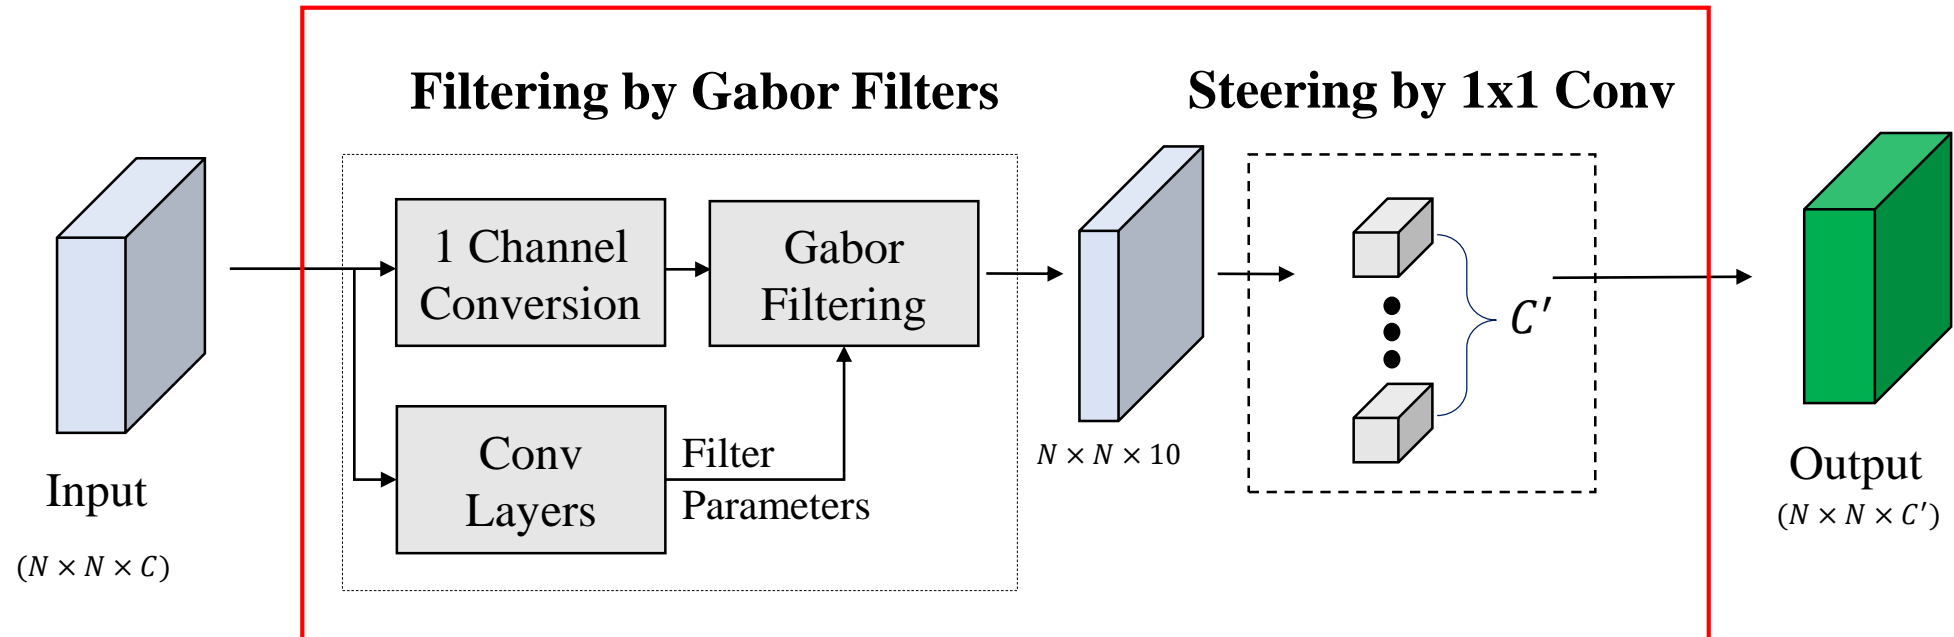 Filtering by Gabor Filters
Steering by 1x1 Conv
1 Channel
Conversion
Gabor
Filtering
Conv
Layers
Filter
Parameters
Input
(N × N × C)
N × N × 10
C′
Output
(N × N × C′)